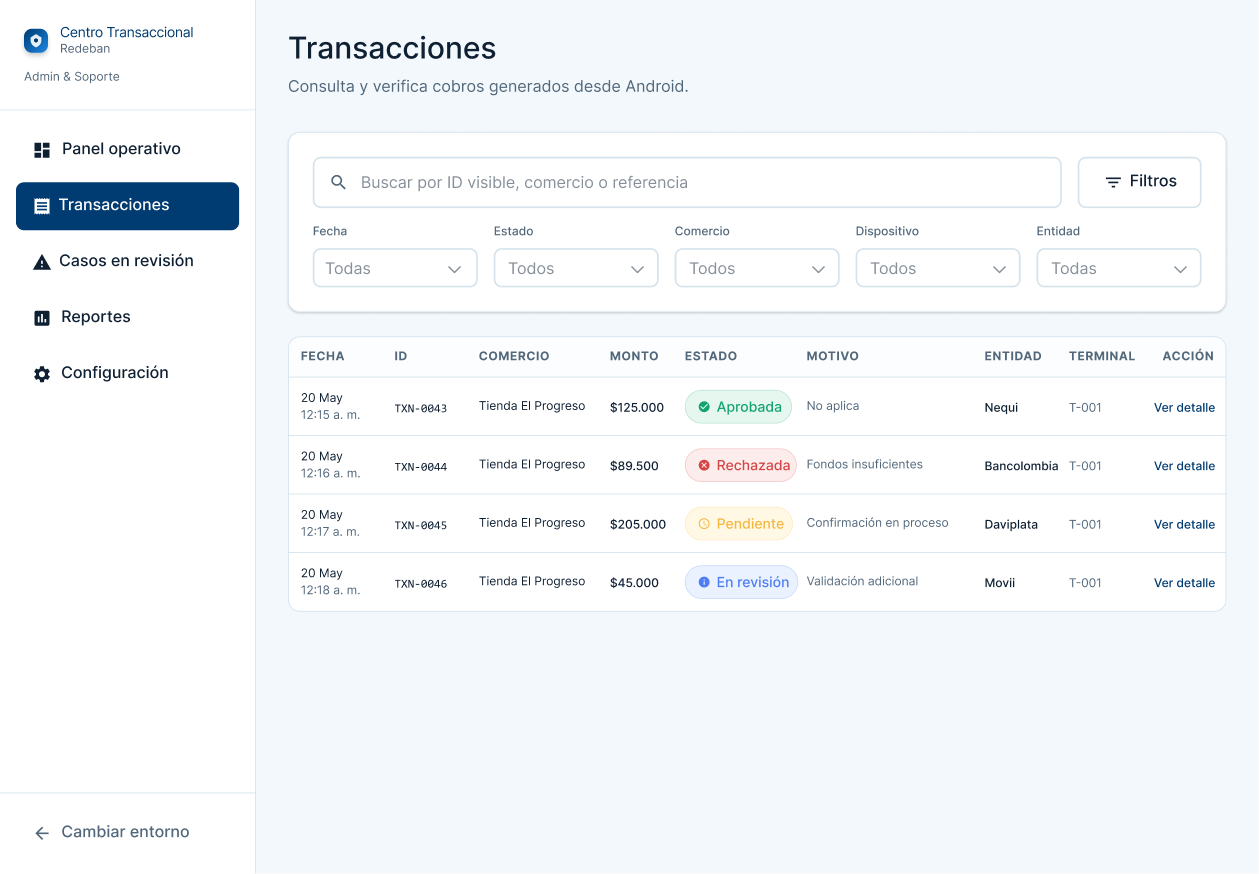 Centro Transaccional
Redeban
Admin & Soporte
Panel operativo
Transacciones
Casos en revisión
Reportes
Configuración
Cambiar entorno
Transacciones
Consulta y verifica cobros generados desde Android.
Buscar por ID visible, comercio o referencia
Filtros
Fecha Estado Comercio Dispositivo Entidad
Todas Todos Todos Todos Todas
FECHA ID COMERCIO MONTO ESTADO MOTIVO ENTIDAD TERMINAL ACCIÓN
20 May
12:15 a. m. TXN-0043 Tienda El Progreso $125.000 Aprobada No aplica Nequi T-001 Ver detalle
20 May
12:16 a. m. TXN-0044 Tienda El Progreso $89.500 Rechazada Fondos insuficientes Bancolombia T-001 Ver detalle
20 May
12:17 a. m. TXN-0045 Tienda El Progreso $205.000 Pendiente Confirmación en proceso Daviplata T-001 Ver detalle
20 May
12:18 a. m. TXN-0046 Tienda El Progreso $45.000 En revisión Validación adicional Movii T-001 Ver detalle